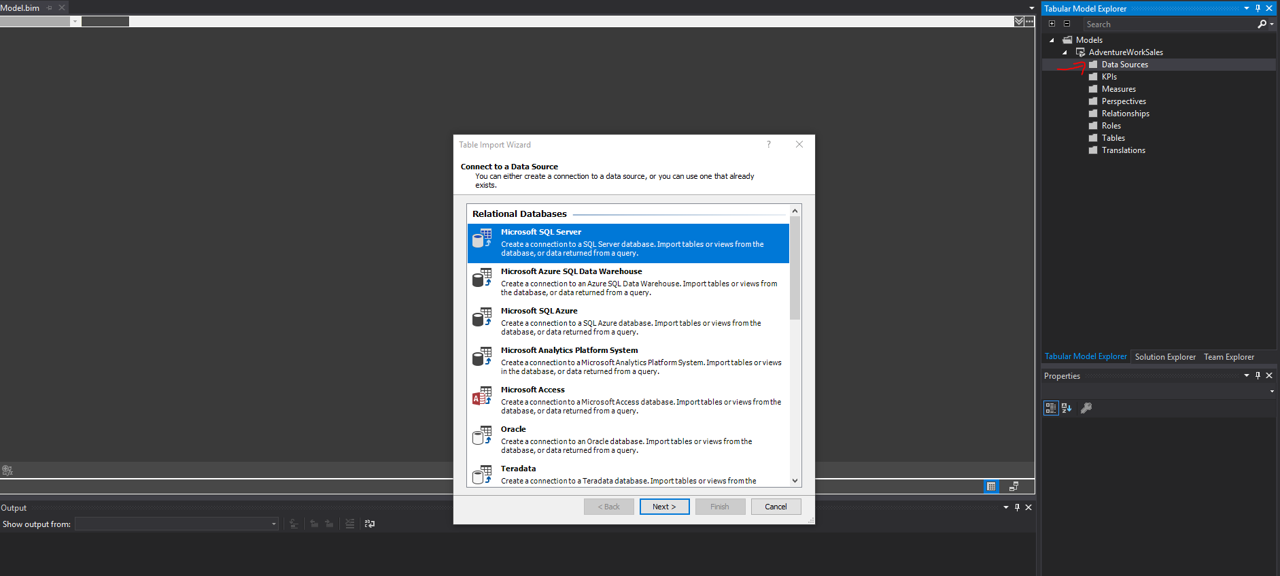 Model.bim
Tabular Model Explorer
Search
Models
AdventureWorkSales
Data Sources
KPIs
Measures
Perspectives
Relationships
Roles
Tables
Translations
Table Import Wizard
?
Connect to a Data Source
You can either create a connection to a data source, or you can use one that already
exists.
Relational Databases
Microsoft SQL Server
Create a connection to a SQL Server database. Import tables or views from the
database, or data returned from a query.
Microsoft Azure SQL Data Warehouse
Create a connection to an Azure SQL Data Warehouse. Import tables or views from
the database, or data returned from a query.
Microsoft SQL Azure
Create a connection to a SQL Azure database. Import tables or views from the
database, or data returned from a query.
Microsoft Analytics Platform System
Create a connection to a Microsoft Analytics Platform System. Import tables or views
in the database, or data returned from a query.
Microsoft Access
Create a connection to a Microsoft Access database. Import tables or views from the
database, or data returned from a query.
Oracle
Create a connection to an Oracle database. Import tables or views from the
database, or data returned from a query.
Teradata
Create a connection to a Teradata database. Import tables or views from the
< Back
Next >
Finish
Cancel
Tabular Model Explorer
Solution Explorer
Team Explorer
Properties
Output
Show output from: